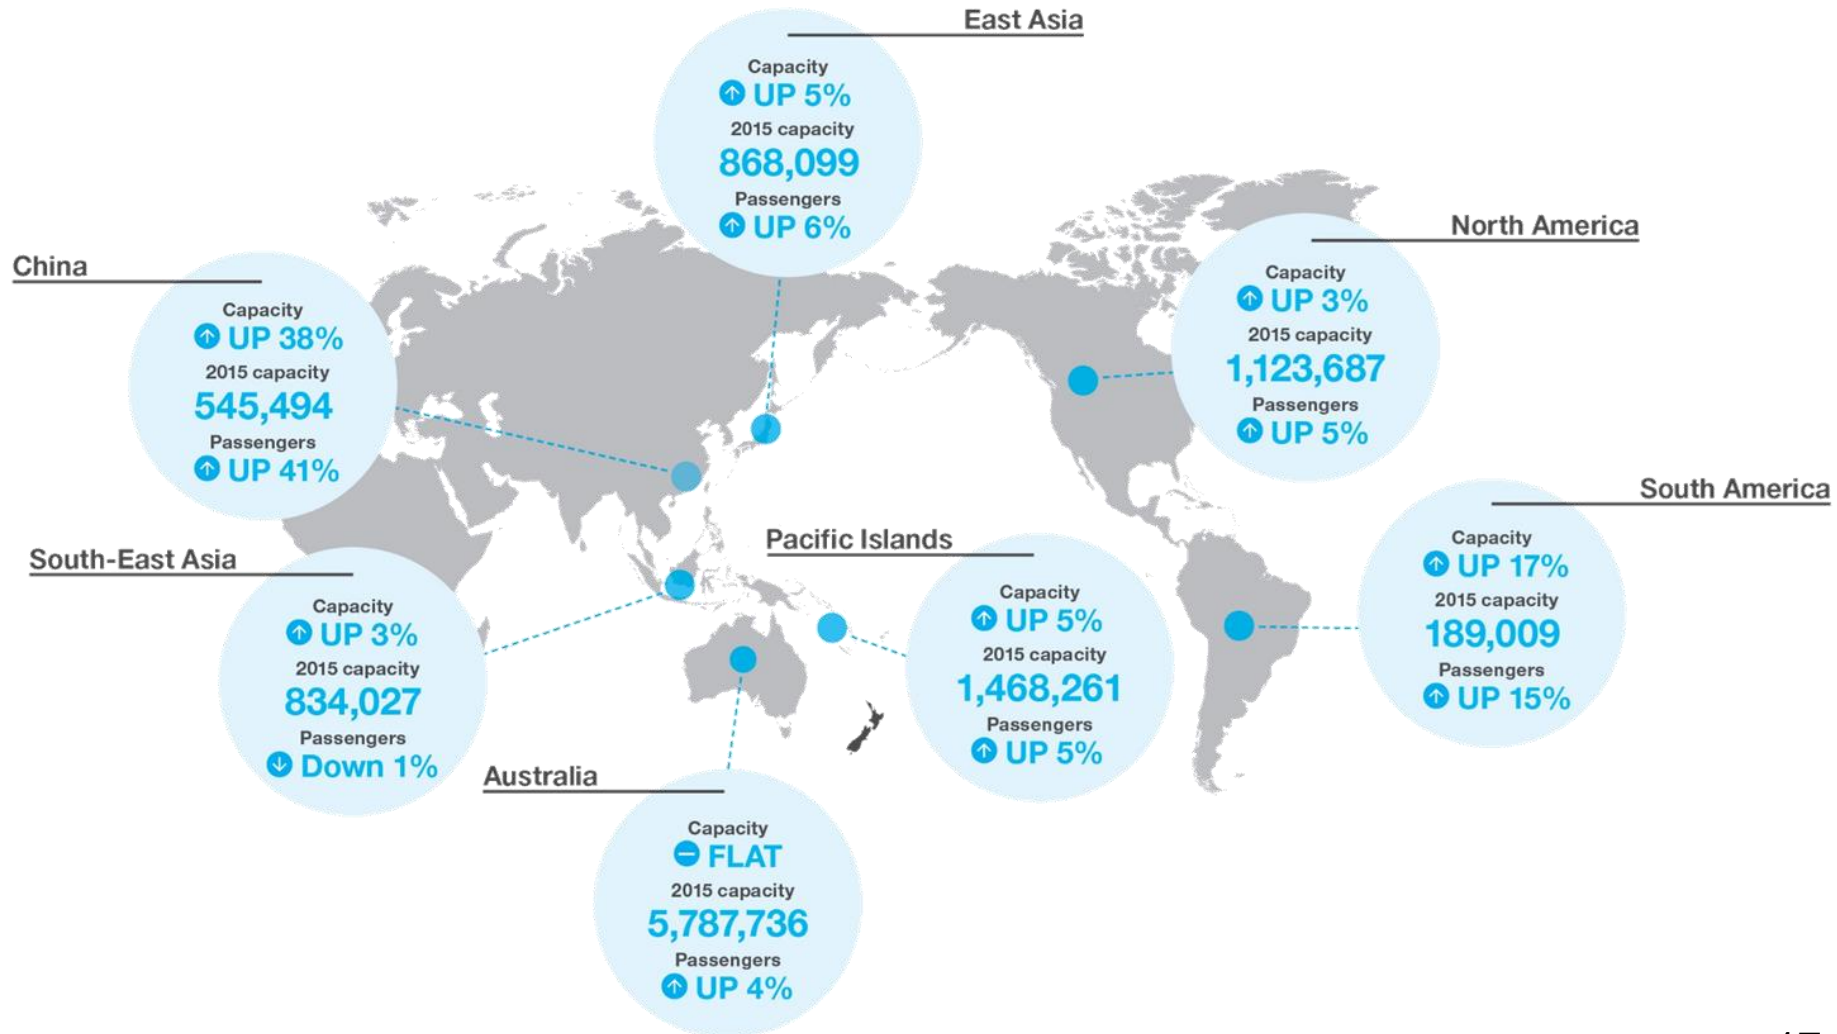 East Asia
Capacity
UP 5%
2015 capacity
868,099
Passengers
UP 6%
North America
Capacity
UP 3%
2015 capacity
1,123,687
Passengers
UP 5%
China
Capacity
UP 38%
2015 capacity
545,494
Passengers
UP 41%
South America
Capacity
UP 17%
2015 capacity
189,009
Passengers
UP 15%
Pacific Islands
Capacity
UP 5%
2015 capacity
1,468,261
Passengers
UP 5%
South-East Asia
Capacity
UP 3%
2015 capacity
834,027
Passengers
Down 1%
Australia
Capacity
FLAT
2015 capacity
5,787,736
Passengers
UP 4%